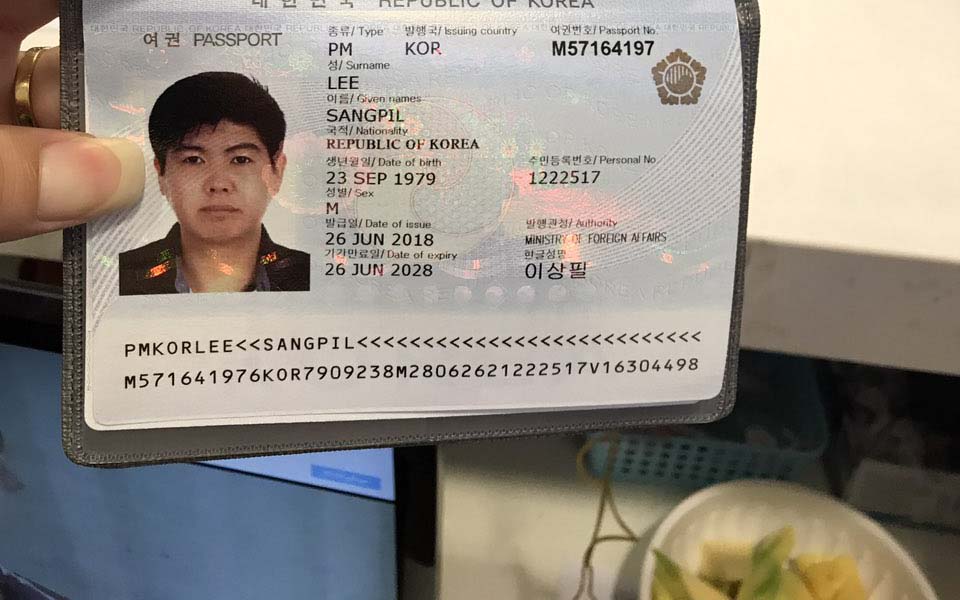 대한민국 REPUBLIC OF KOREA
여권 PASSPORT
종류/ Type 발행국/ Issuing country 여권번호/ Passport No.
PM KOR M57164197
성/ Surname
LEE
이름/ Given names
SANGPIL
국적/ Nationality
REPUBLIC OF KOREA
생년월일/ Date of birth 주민등록번호/ Personal No.
23 SEP 1979 1222517
성별/ Sex
M
발급일/ Date of issue 발행관청/ Authority
26 JUN 2018 MINISTRY OF FOREIGN AFFAIRS
기간만료일/ Date of expiry 한글성명
26 JUN 2028 이상필
PMKORLEE<<SANGPIL<<<<<<<<<<<<<<<<<<<<<<<<<<<
M571641976KOR7909238M28062621222517V16304498